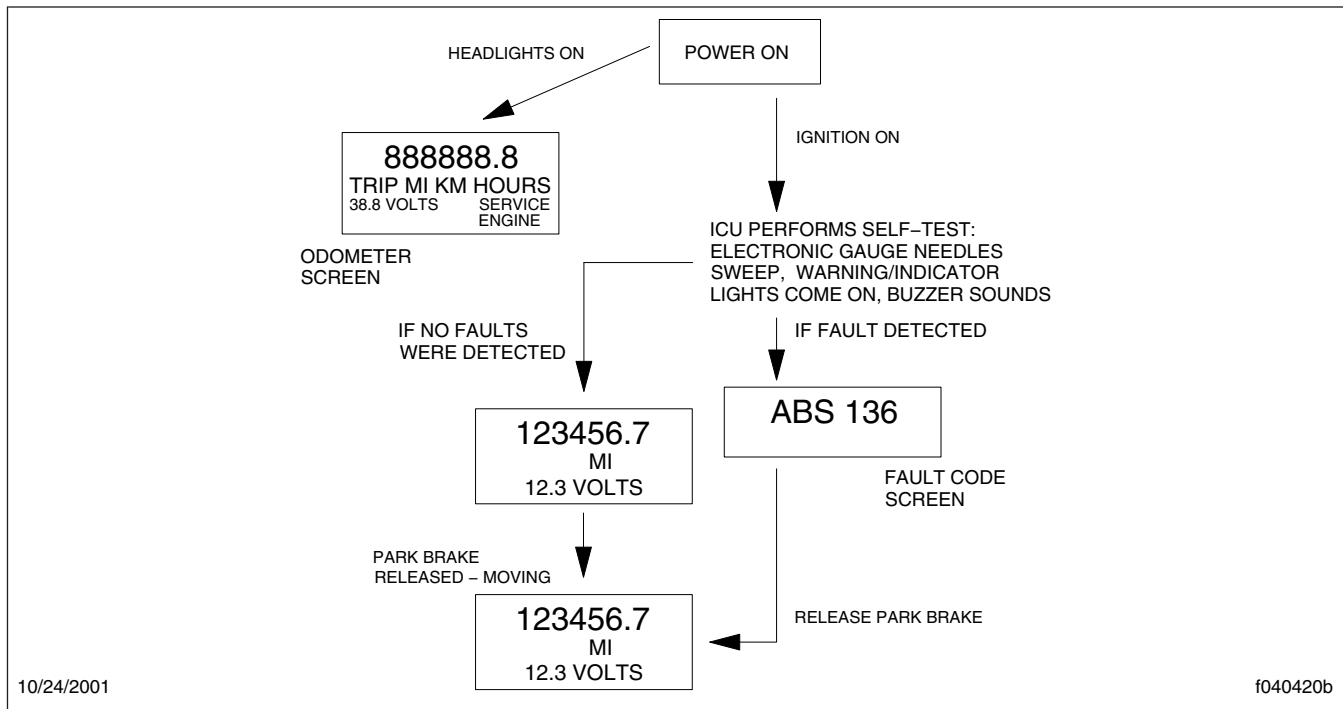 HEADLIGHTS ON
POWER ON
IGNITION ON
888888.8
TRIP MI KM HOURS
38.8 VOLTS SERVICE
ENGINE
ODOMETER
SCREEN
ICU PERFORMS SELF−TEST:
ELECTRONIC GAUGE NEEDLES
SWEEP, WARNING/INDICATOR
LIGHTS COME ON, BUZZER SOUNDS
IF NO FAULTS
WERE DETECTED
IF FAULT DETECTED
123456.7
MI
12.3 VOLTS
ABS 136
FAULT CODE
SCREEN
PARK BRAKE
RELEASED − MOVING
123456.7
MI
12.3 VOLTS
RELEASE PARK BRAKE
10/24/2001
f040420b